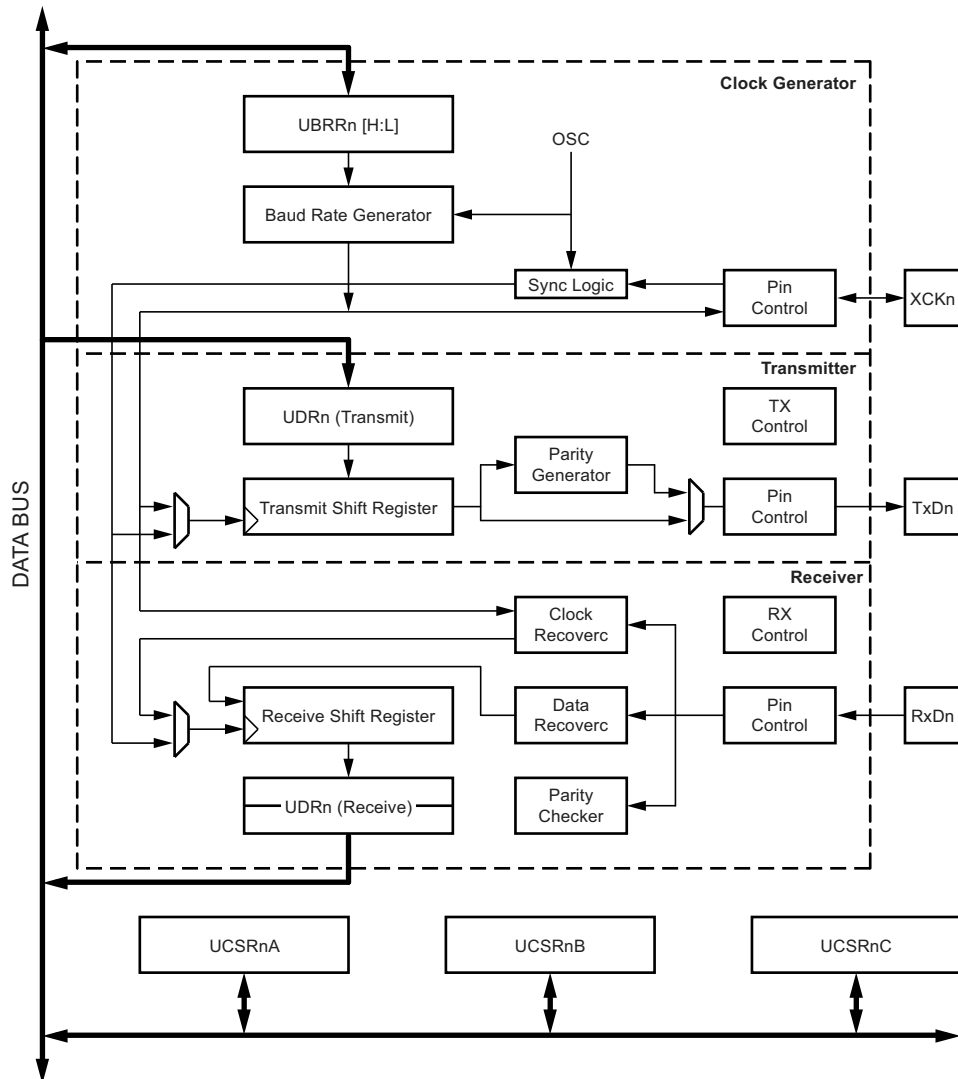 Clock Generator
UBRRn [H:L]
OSC
Baud Rate Generator
Sync Logic
Pin
Control
XCKn
Transmitter
UDRn (Transmit)
TX
Control
Parity
Generator
Transmit Shift Register
Pin
Control
TxDn
DATA BUS
Receiver
Clock
Recoverc
RX
Control
Receive Shift Register
Data
Recoverc
Pin
Control
RxDn
UDRn (Receive)
Parity
Checker
UCSRnA
UCSRnB
UCSRnC